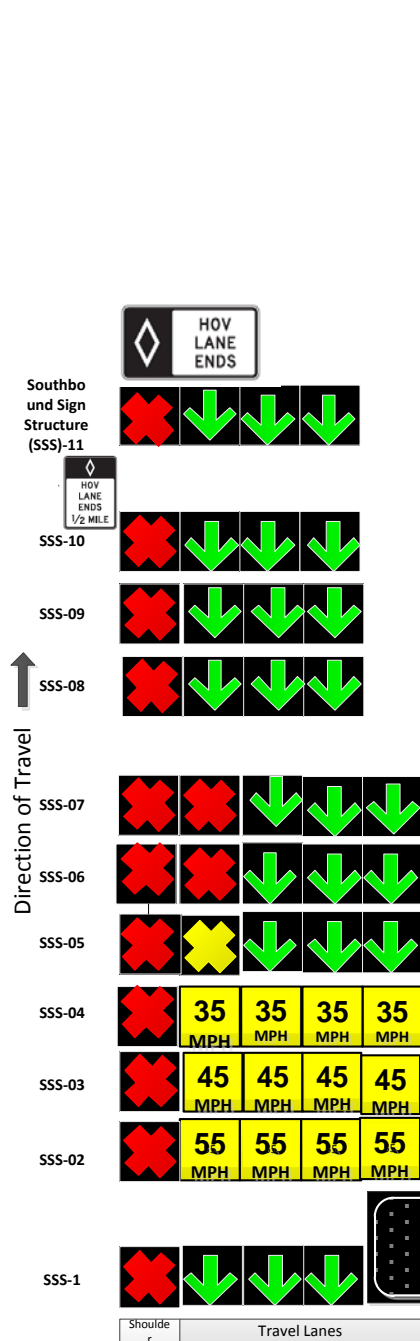 HOV
LANE
ENDS
Southbo
und Sign
Structure
(SSS)-11
HOV
LANE
ENDS
1/2 MILE
SSS-10
SSS-09
SSS-08
Direction of Travel
SSS-07
SSS-06
SSS-05
SSS-04
35 35 35 35
MPH MPH MPH MPH
SSS-03
45 45 45 45
MPH MPH MPH MPH
SSS-02
55 55 55 55
MPH MPH MPH MPH
SSS-1
Shoulde
r
Travel Lanes